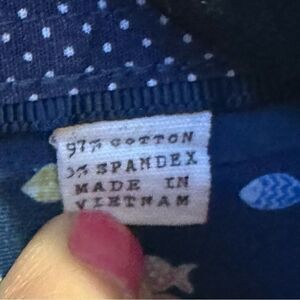 97% COTTON
3% SPANDEX
MADE IN
VIETNAM